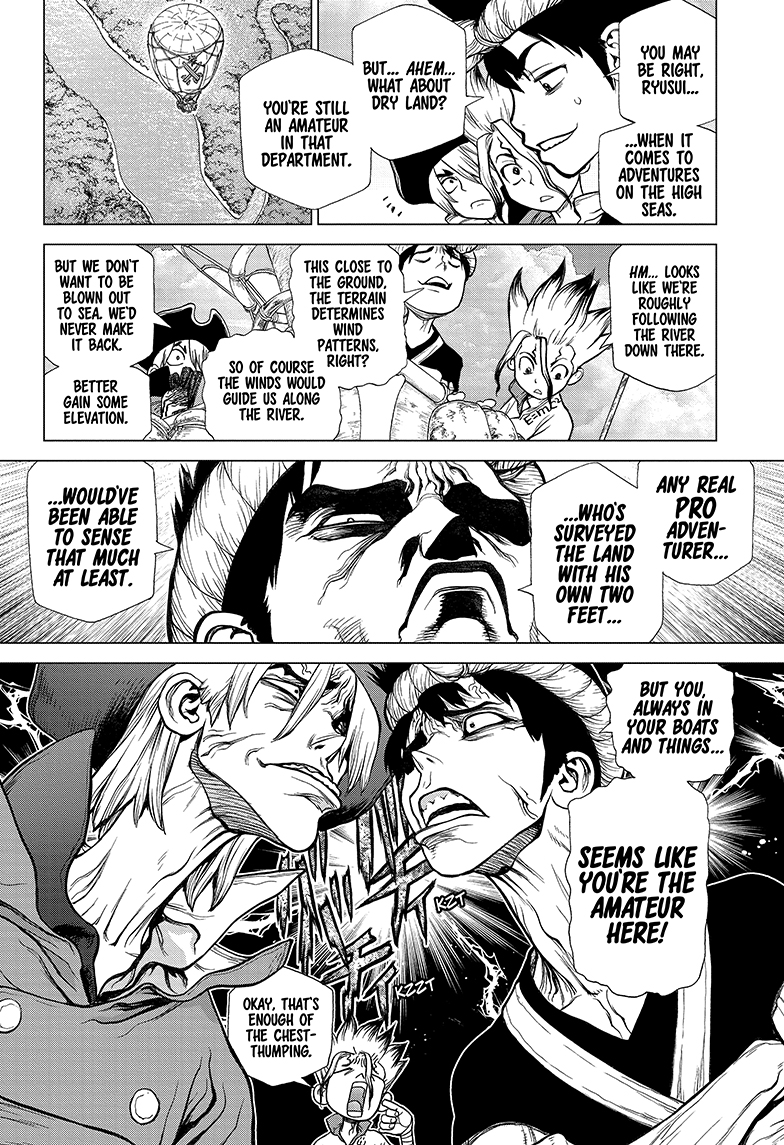 YOU MAY
BE RIGHT,
RYUSUI...
...WHEN IT
COMES TO
ADVENTURES
ON THE HIGH
SEAS.
BUT... AHEM...
WHAT ABOUT
DRY LAND?
YOU'RE STILL
AN AMATEUR
IN THAT
DEPARTMENT.
HM... LOOKS
LIKE WE'RE
ROUGHLY
FOLLOWING
THE RIVER
DOWN THERE.
E=mc²
THIS CLOSE TO
THE GROUND,
THE TERRAIN
DETERMINES
WIND
PATTERNS,
RIGHT?
SO OF COURSE
THE WINDS WOULD
GUIDE US ALONG
THE RIVER.
BUT WE DON'T
WANT TO BE
BLOWN OUT
TO SEA. WE'D
NEVER MAKE
IT BACK.
BETTER
GAIN SOME
ELEVATION.
ANY REAL
PRO
ADVEN-
TURER...
...WHO'S
SURVEYED
THE LAND
WITH HIS
OWN TWO
FEET...
...WOULD'VE
BEEN ABLE
TO SENSE
THAT MUCH
AT LEAST.
BUT YOU,
ALWAYS IN
YOUR BOATS
AND THINGS...
SEEMS LIKE
YOU'RE THE
AMATEUR
HERE!
KZT
KZZT
OKAY, THAT'S
ENOUGH OF
THE CHEST-
THUMPING.